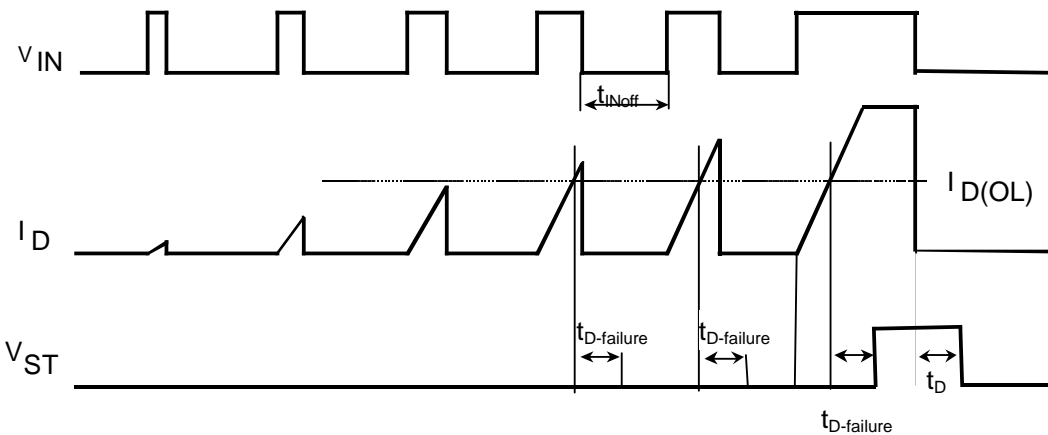 VIN
tINoff
ID(OL)
ID
tD-failure
tD-failure
VST
tD
tD-failure